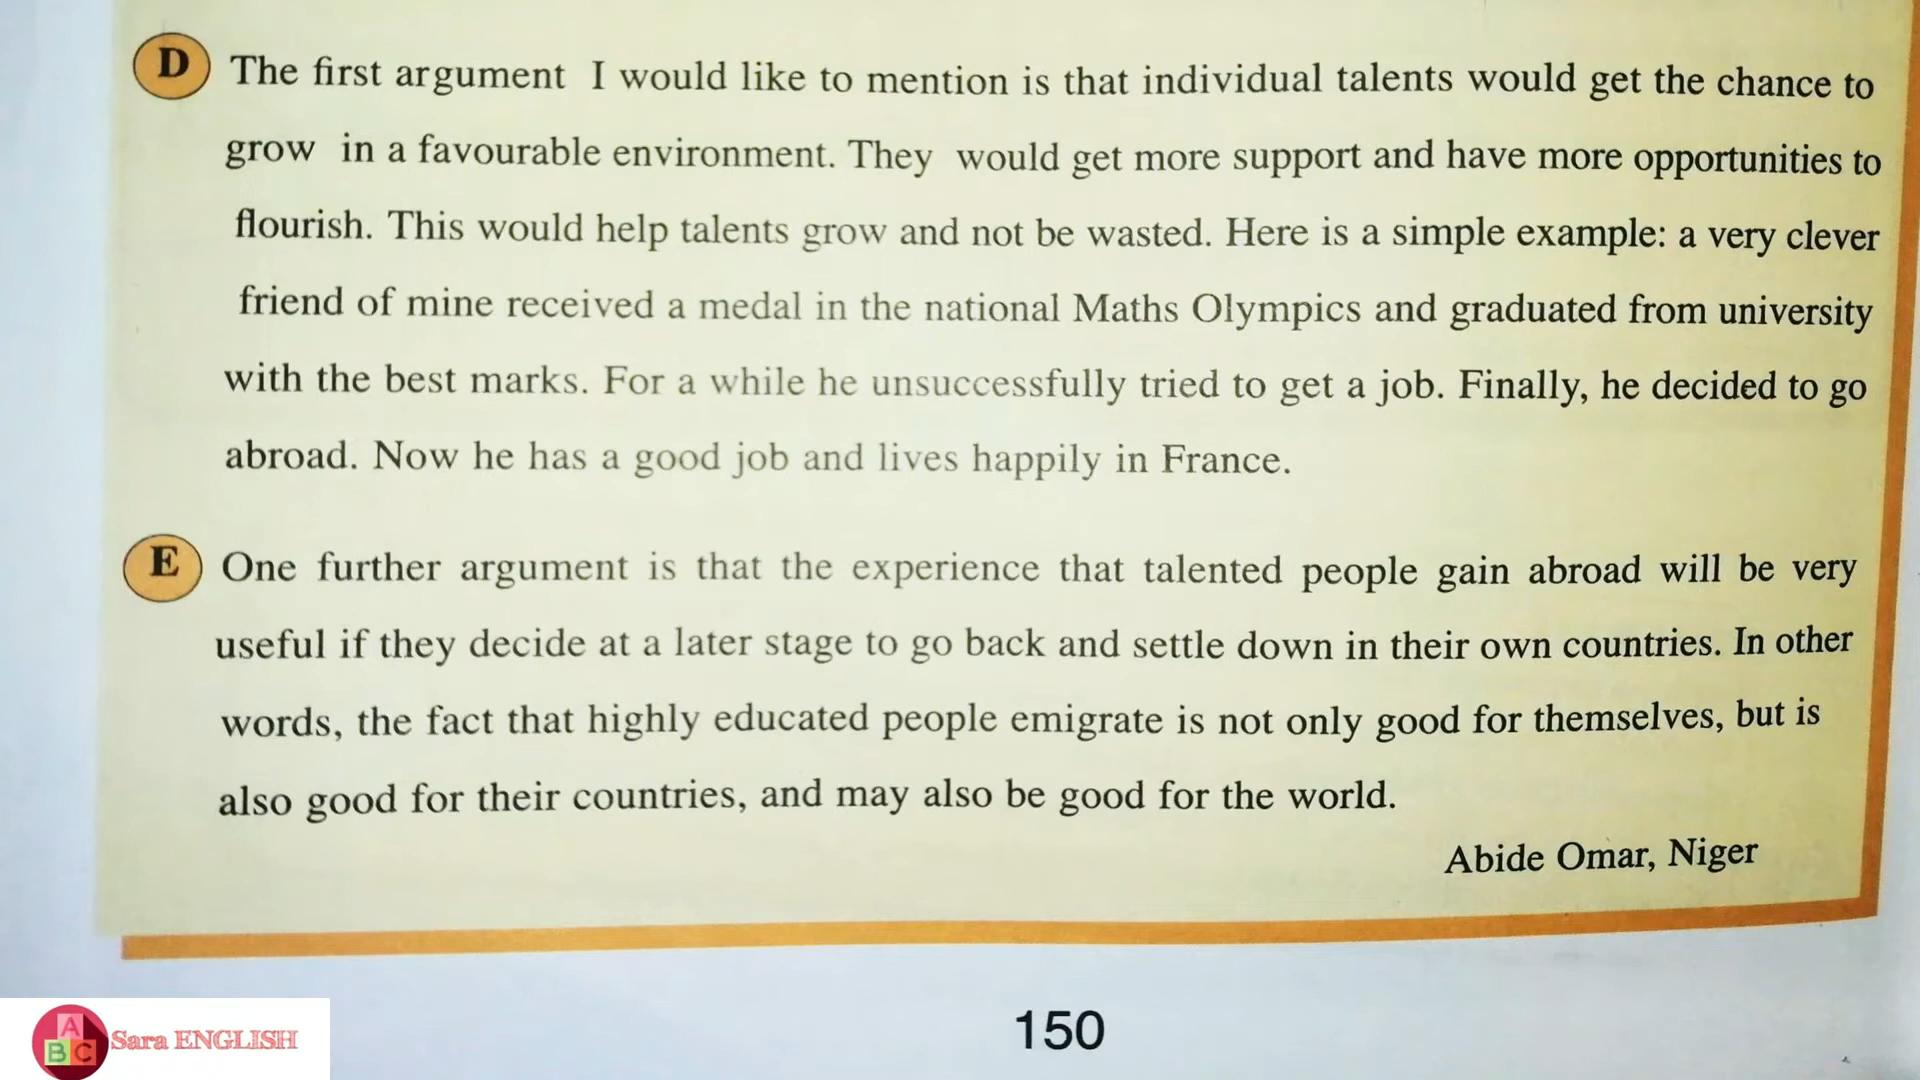 D The first argument I would like to mention is that individual talents would get the chance to
grow in a favourable environment. They would get more support and have more opportunities to
flourish. This would help talents grow and not be wasted. Here is a simple example: a very clever
friend of mine received a medal in the national Maths Olympics and graduated from university
with the best marks. For a while he unsuccessfully tried to get a job. Finally, he decided to go
abroad. Now he has a good job and lives happily in France.
E One further argument is that the experience that talented people gain abroad will be very
useful if they decide at a later stage to go back and settle down in their own countries. In other
words, the fact that highly educated people emigrate is not only good for themselves, but is
also good for their countries, and may also be good for the world.
Abide Omar, Niger
150
A
BC
Sara ENGLISH